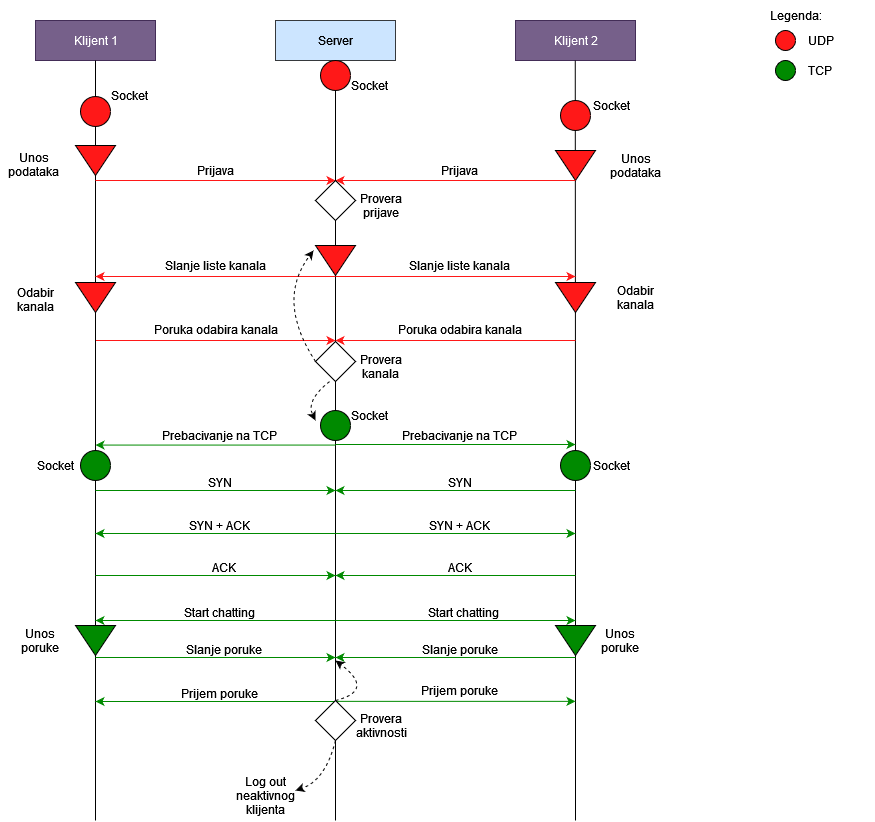 Legenda:
Klijent 1
Server
Klijent 2
UDP
TCP
Socket
Socket
Socket
Unos
podataka
Prijava
Prijava
Unos
podataka
Provera
prijave
Slanje liste kanala
Slanje liste kanala
Odabir
kanala
Odabir
kanala
Poruka odabira kanala
Poruka odabira kanala
Provera
kanala
Socket
Prebacivanje na TCP
Prebacivanje na TCP
Socket
Socket
SYN
SYN
SYN + ACK
SYN + ACK
ACK
ACK
Start chatting
Start chatting
Unos
poruke
Unos
poruke
Slanje poruke
Slanje poruke
Prijem poruke
Prijem poruke
Provera
aktivnosti
Log out
neaktivnog
klijenta